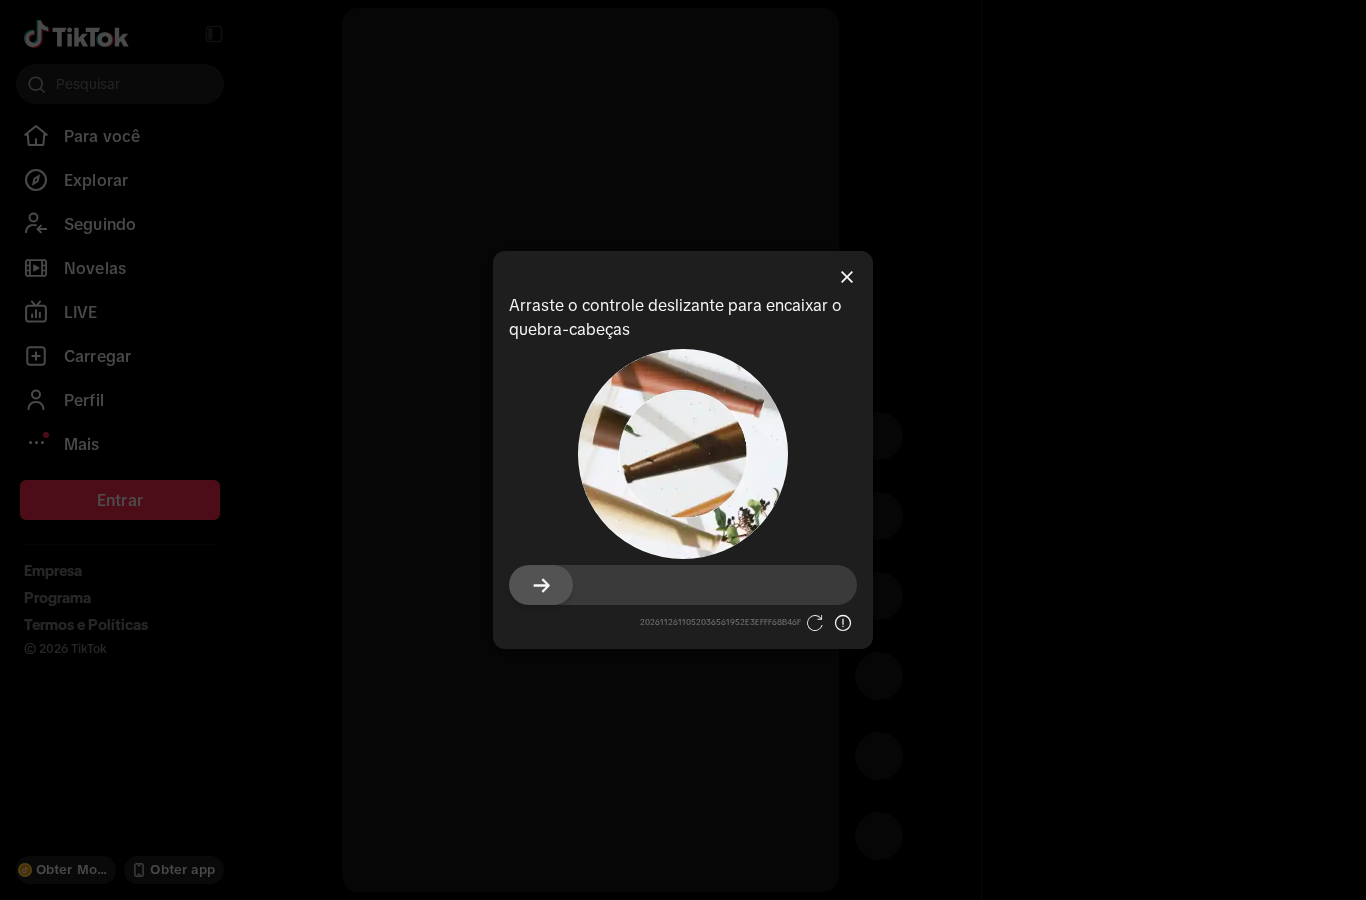 TikTok
Pesquisar
Para você
Explorar
Seguindo
Novelas
LIVE
Carregar
Perfil
Mais
Entrar
Empresa
Programa
Termos e Políticas
© 2026 TikTok
Obter Mo...
Obter app
Arraste o controle deslizante para encaixar o
quebra-cabeças
2026112611052036561952E3EFFF68B46F